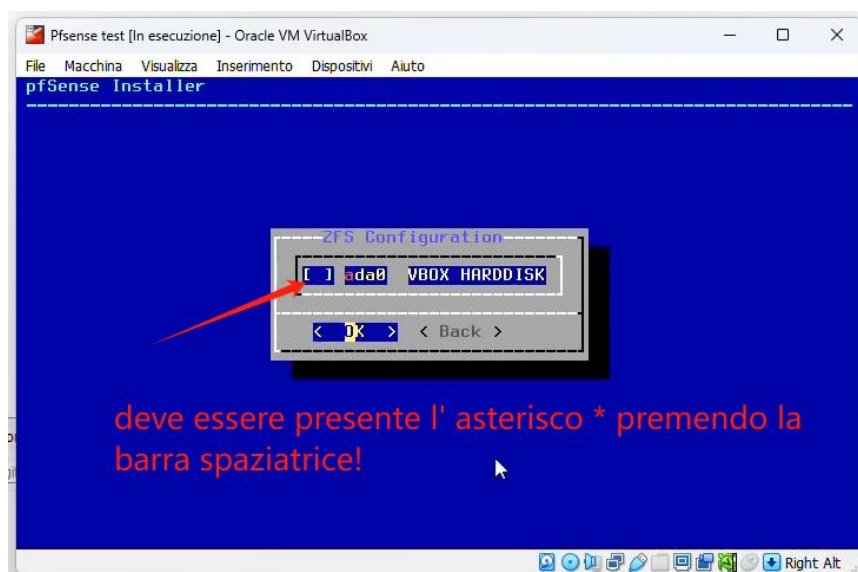 Pfsense test [In esecuzione] - Oracle VM VirtualBox
File Macchina Visualizza Inserimento Dispositivi Aiuto
pfSense Installer
ZFS Configuration
[ ] ada0 VBOX HARDDISK
< OK > < Back >
deve essere presente l' asterisco * premendo la
barra spaziatrice!
Right Alt